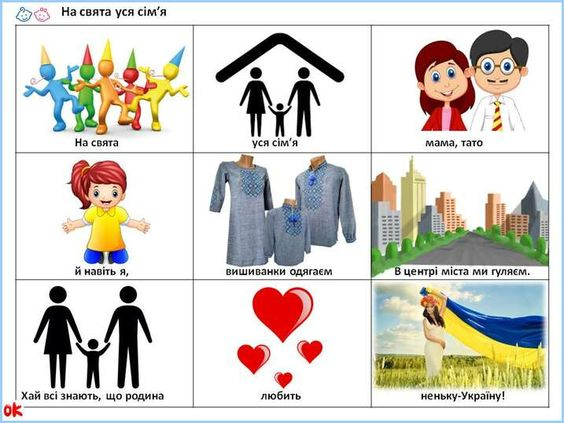 На свята уся сім’я
На свята
уся сім’я
мама, тато
й навіть я,
вишиванки одягаєм
В центрі міста ми гуляєм.
Хай всі знають, що родина
любить
неньку-Україну!
ОК